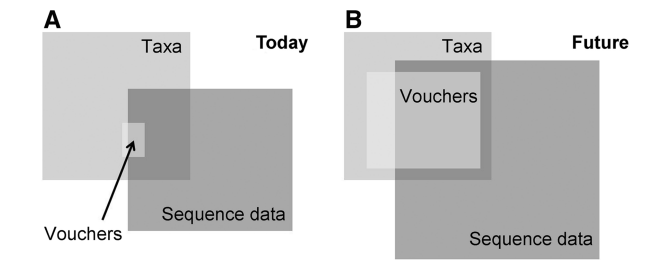 A
Taxa
Today
Sequence data
Vouchers
B
Taxa
Future
Vouchers
Sequence data